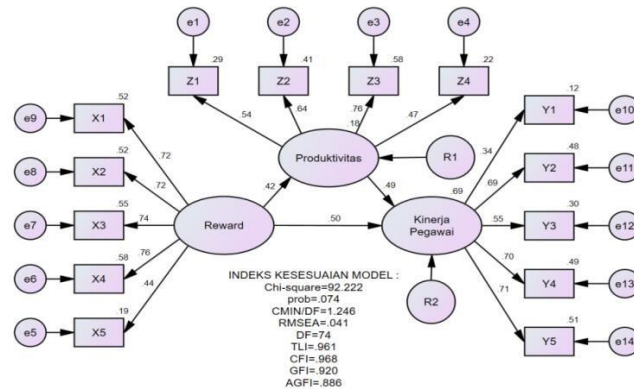 e1
e2
e3
e4
.29
.41
.58
.22
Z1
Z2
Z3
Z4
.54
.64
.76
.47
.18
Produktivitas
R1
e9
X1
.52
e8
X2
.52
e7
X3
.55
e6
X4
.58
e5
X5
.19
.72
.72
.74
.76
.44
Reward
.42
.50
.49
.69
Kinerja
Pegawai
R2
.34
.69
.55
.70
.71
.12
Y1
e10
.48
Y2
e11
.30
Y3
e12
.49
Y4
e13
.51
Y5
e14
INDEKS KESESUAIAN MODEL :
Chi-square=92.222
prob=.074
CMIN/DF=1.246
RMSEA=.041
DF=74
TLI=.961
CFI=.968
GFI=.920
AGFI=.886